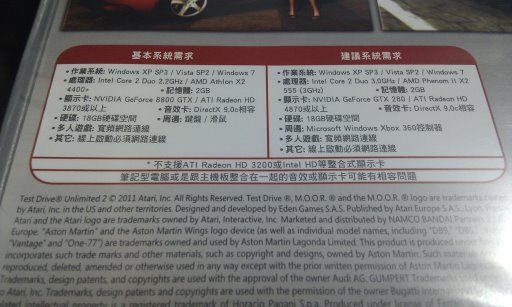 基本系統需求
•作業系統: Windows XP SP3 / Vista SP2 / Windows 7
•處理器: Intel Core 2 Duo 2.2GHz / AMD Athlon X2
4400+ •記憶體: 2GB
•顯示卡: NVIDIA GeForce 8800 GTX / ATI Radeon HD
3870或以上 •音效卡: DirectX 9.0c相容
•硬碟: 18GB硬碟空間 •周邊: 鍵盤 / 滑鼠
•多人遊戲: 寬頻網路連線
•其它: 線上啟動必須網路連線
建議系統需求
•作業系統: Windows XP SP3 / Vista SP2 / Windows 7
•處理器: Intel Core 2 Duo 3.0GHz / AMD Phenom II X2
555 (3GHz) •記憶體: 2GB
•顯示卡: NVIDIA GeForce GTX 280 / ATI Radeon HD
4870或以上 •音效卡: DirectX 9.0c相容
•硬碟: 18GB硬碟空間
•周邊: Microsoft Windows Xbox 360控制器
•多人遊戲: 寬頻網路連線
•其它: 線上啟動必須網路連線
* 不支援ATI Radeon HD 3200或Intel HD等整合式顯示卡
筆記型電腦或是跟主機板整合在一起的音效或顯示卡可能有相容問題
Test Drive® Unlimited 2 © 2011 Atari, Inc. All Rights Reserved. Test Drive ®, M.O.O.R. ® and the M.O.O.R. ® logo are trademarks owned
by Atari, Inc. in the US and other territories. Designed and developed by Eden Games S.A.S. Published by Atari Europe S.A.S., Lyon,
and the Atari logo are trademarks owned by Atari, Interactive, Inc. Marketed and distributed by NAMCO BANDAI Partners
Europe. "Aston Martin" and the Aston Martin Wings logo device (as well as individual model names, including "DB9," "DBS,"
"Vantage" and "One-77") are trademarks owned and used by Aston Martin Lagonda Limited. This product is produced under
incorporates such trade marks and other materials, such as copyright and designs, owned by Aston Martin. Such material
reproduced, deleted, amended or otherwise used in any way except with the prior written permission of Aston Martin Lagonda
Trademarks, design patents, and copyrights are used with the approval of the owner Audi AG. GUMPERT Trademarks,
Atari, Inc. Trademarks, design patents and copyrights are used with the permission of the owner Bugatti International